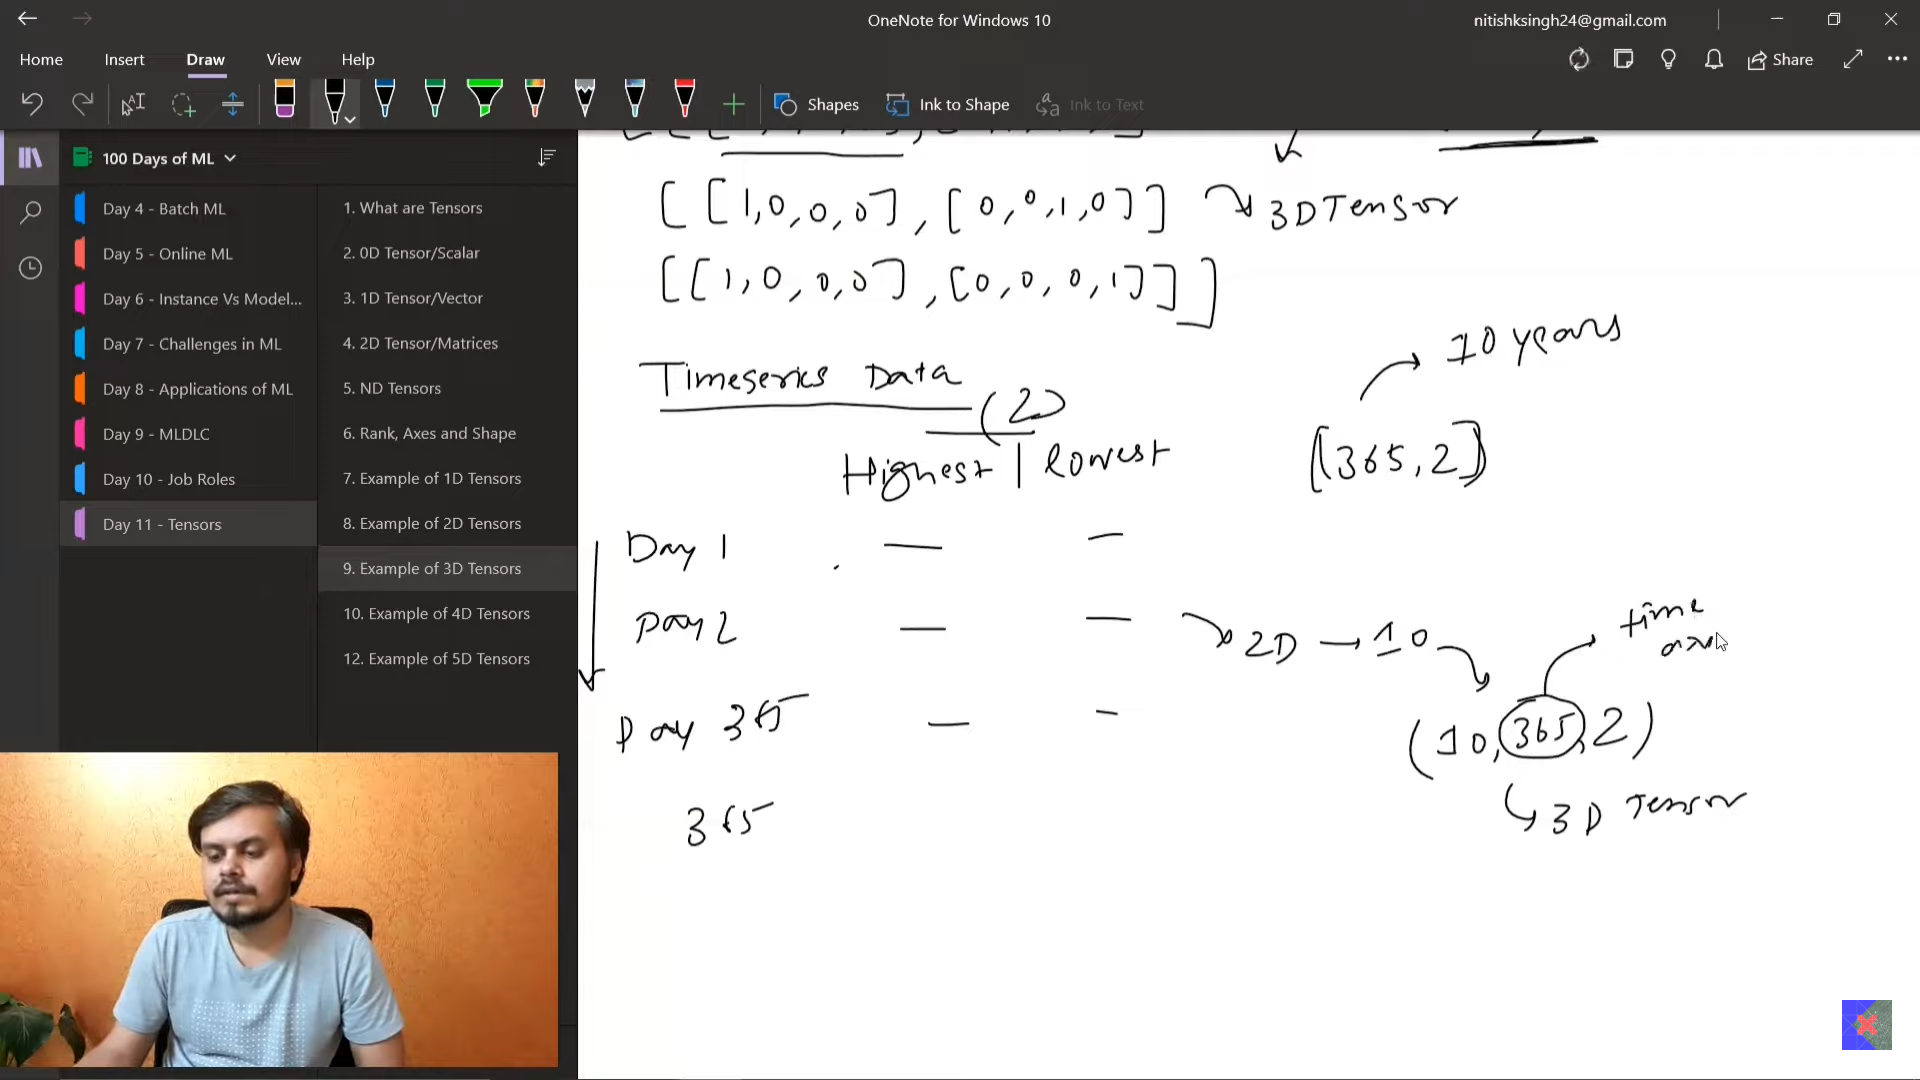 OneNote for Windows 10
nitishksingh24@gmail.com
Home
Insert
Draw
View
Help
Share
Shapes
Ink to Shape
Ink to Text
100 Days of ML
Day 4 - Batch ML
Day 5 - Online ML
Day 6 - Instance Vs Model...
Day 7 - Challenges in ML
Day 8 - Applications of ML
Day 9 - MLDLC
Day 10 - Job Roles
Day 11 - Tensors
1. What are Tensors
2. 0D Tensor/Scalar
3. 1D Tensor/Vector
4. 2D Tensor/Matrices
5. ND Tensors
6. Rank, Axes and Shape
7. Example of 1D Tensors
8. Example of 2D Tensors
9. Example of 3D Tensors
10. Example of 4D Tensors
12. Example of 5D Tensors
[[1,0,0,0],[0,0,1,0]] 3D Tensor
[[1,0,0,0],[0,0,0,1]]]
10 years
Timeseries Data
(2)
Highest | lowest
[(365,2)]
Day 1 — —
Day 2 — — 2D → 10
time
Day 365 — -
(10,365,2)
3D Tensor
365